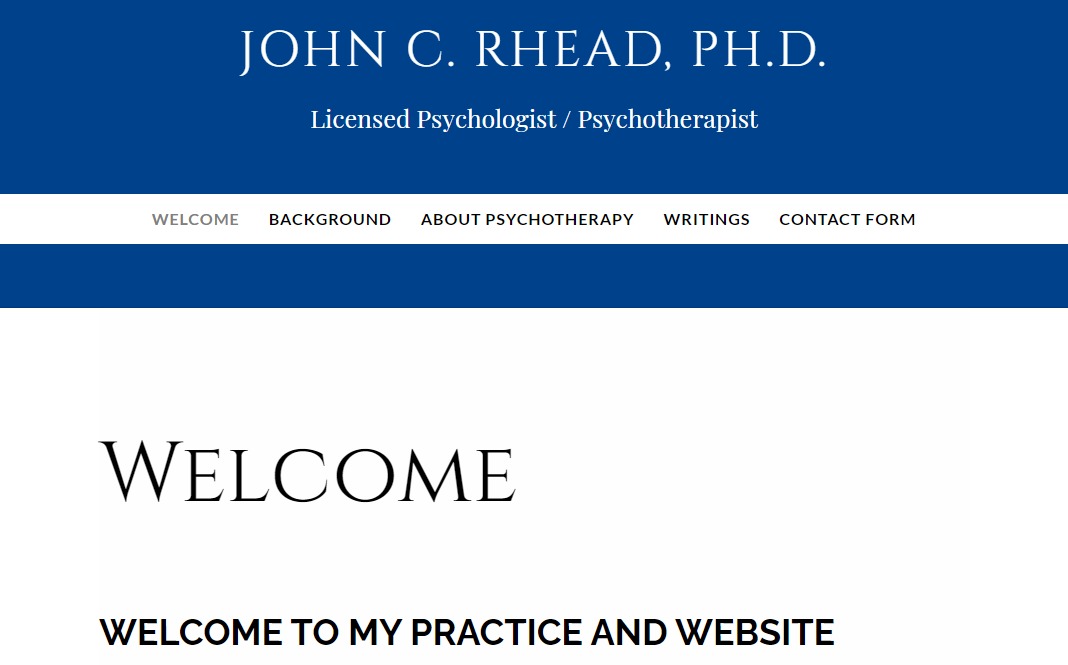 JOHN C. RHEAD, PH.D.
Licensed Psychologist / Psychotherapist
WELCOME BACKGROUND ABOUT PSYCHOTHERAPY WRITINGS CONTACT FORM
WELCOME
WELCOME TO MY PRACTICE AND WEBSITE